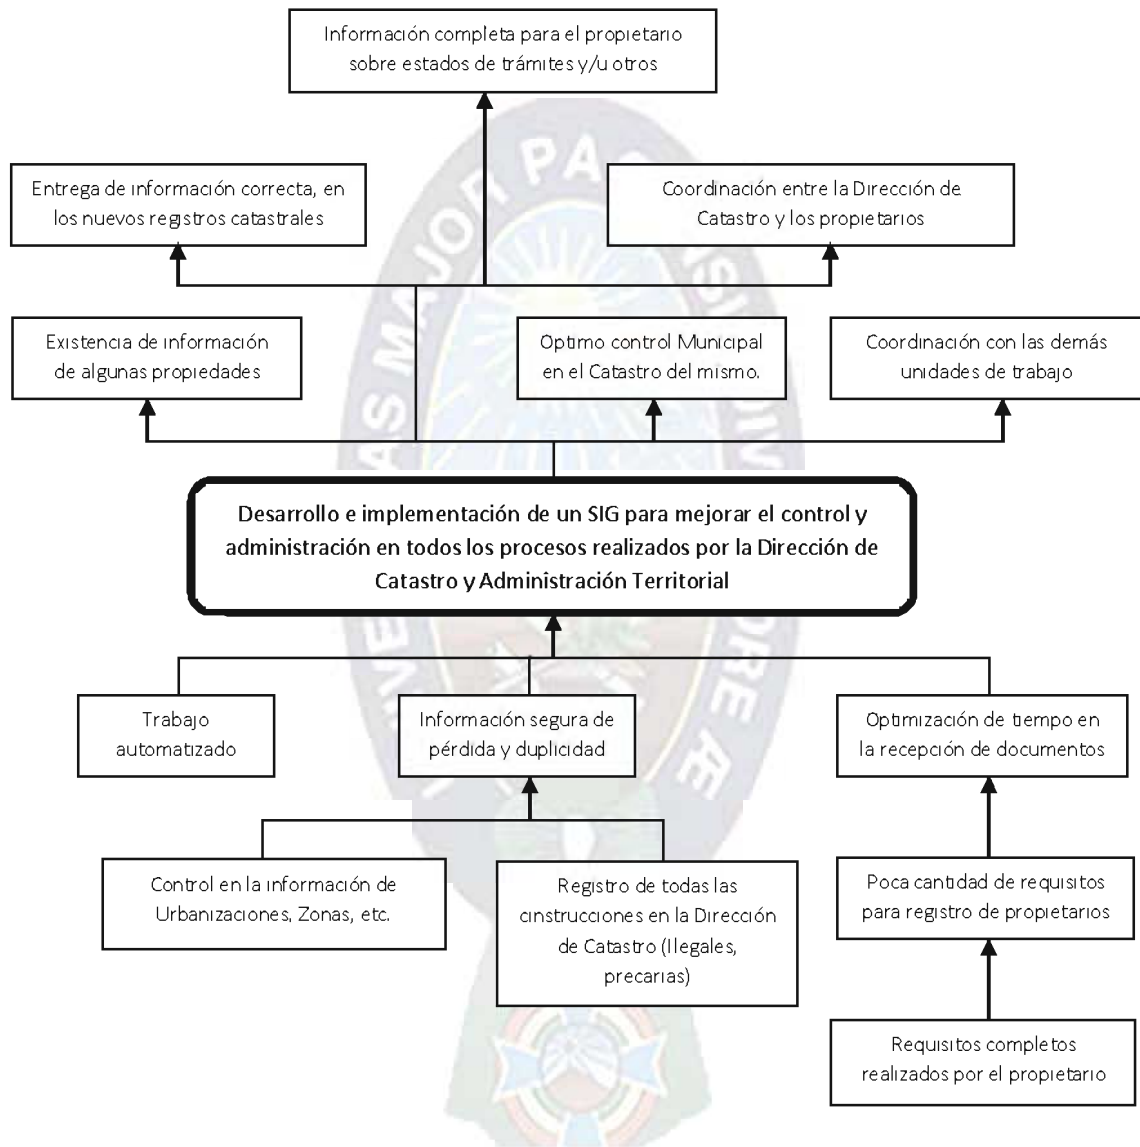 Información completa para el propietario
sobre estados de trámites y/u otros
Entrega de información correcta, en
los nuevos registros catastrales
Coordinación entre la Dirección de
Catastro y los propietarios
Existencia de información
de algunas propiedades
Optimo control Municipal
en el Catastro del mismo.
Coordinación con las demás
unidades de trabajo
Desarrollo e implementación de un SIG para mejorar el control y
administración en todos los procesos realizados por la Dirección de
Catastro y Administración Territorial
Trabajo
automatizado
Información segura de
pérdida y duplicidad
Optimización de tiempo en
la recepción de documentos
Control en la información de
Urbanizaciones, Zonas, etc.
Registro de todas las
cinstrucciones en la Dirección
de Catastro (Ilegales,
precarias)
Poca cantidad de requisitos
para registro de propietarios
Requisitos completos
realizados por el propietario